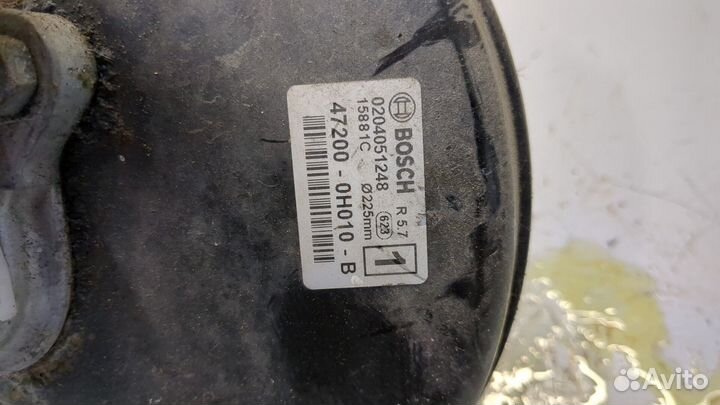 BOSCH R 5.7
0204051248 623 1
15881C Ø225mm
47200-0H010-B
Avito